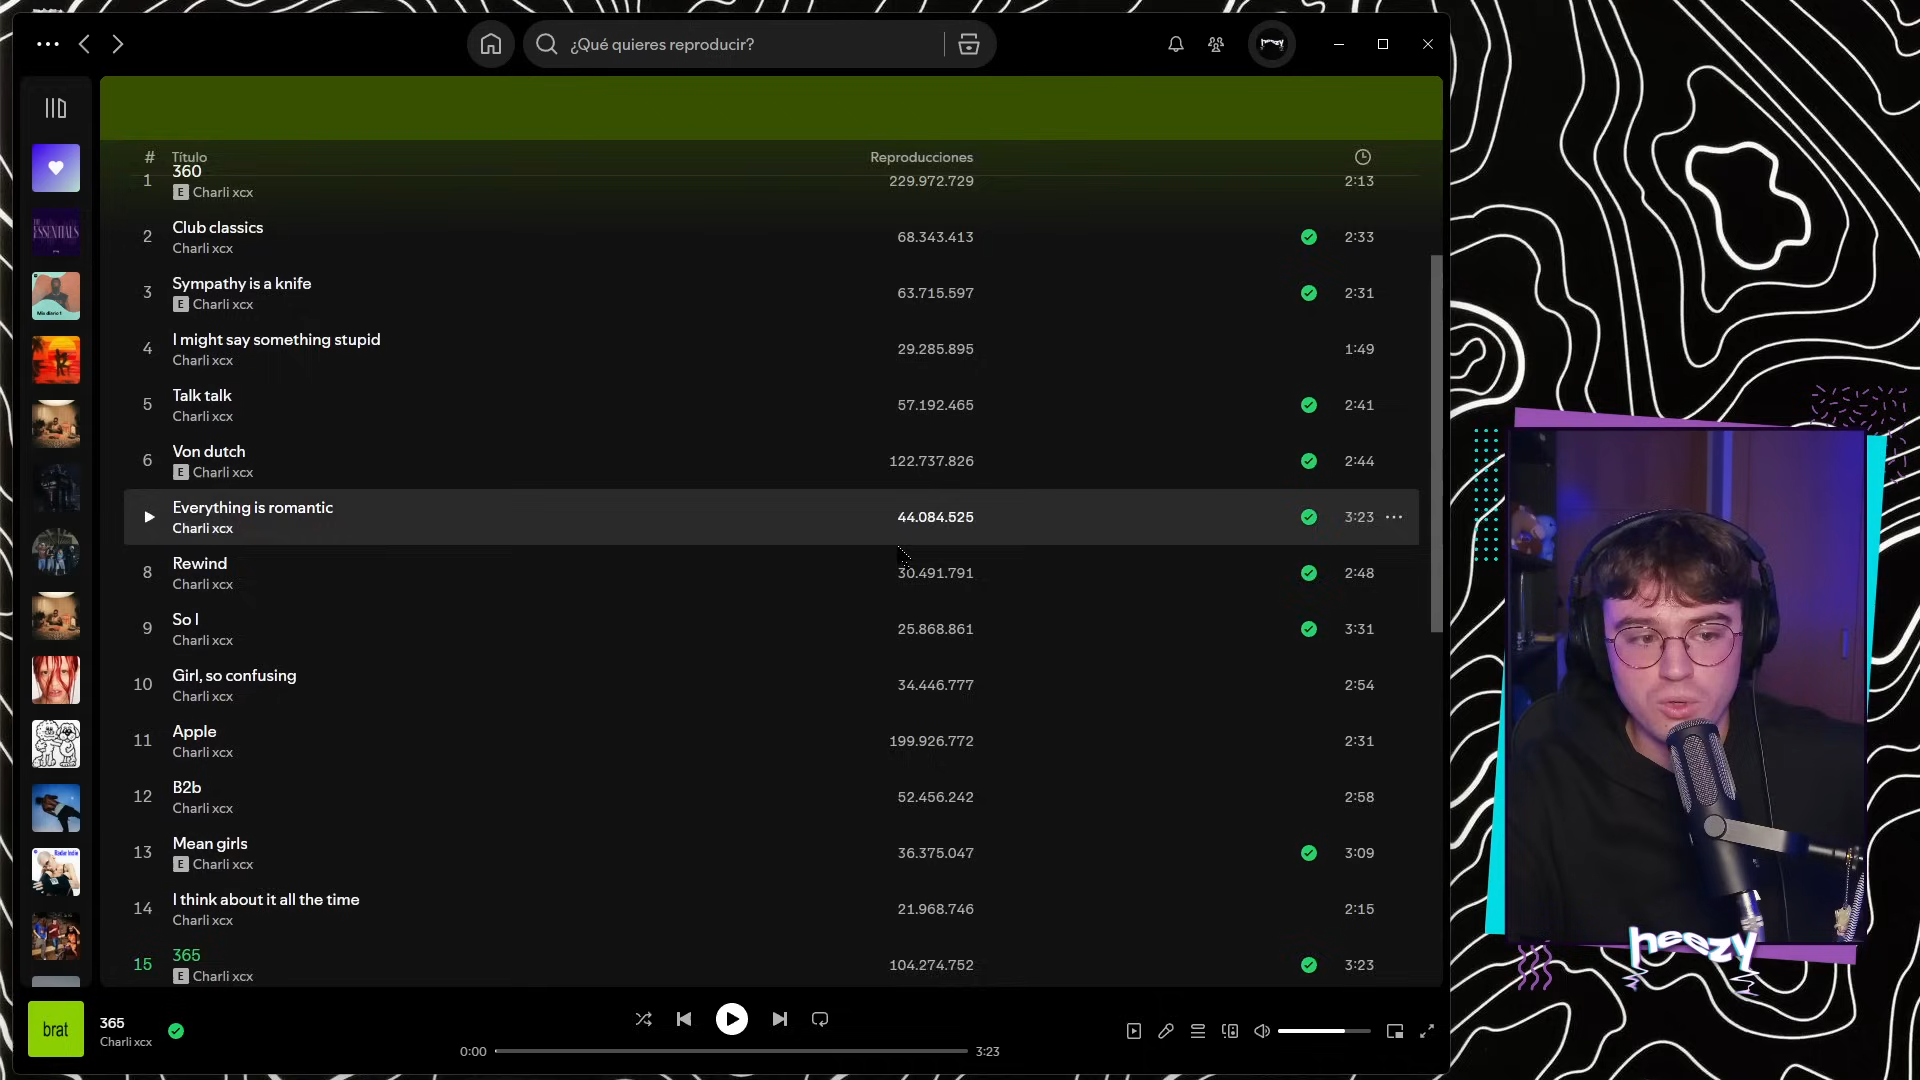 ¿Qué quieres reproducir?
# Título Reproducciones
1 360 229.972.729 2:13
E Charli xcx
2 Club classics 68.343.413 2:33
Charli xcx
3 Sympathy is a knife 63.715.597 2:31
E Charli xcx
4 I might say something stupid 29.285.895 1:49
Charli xcx
5 Talk talk 57.192.465 2:41
Charli xcx
6 Von dutch 122.737.826 2:44
E Charli xcx
Everything is romantic 44.084.525 3:23
Charli xcx
8 Rewind 30.491.791 2:48
Charli xcx
9 So I 25.868.861 3:31
Charli xcx
10 Girl, so confusing 34.446.777 2:54
Charli xcx
11 Apple 199.926.772 2:31
Charli xcx
12 B2b 52.456.242 2:58
Charli xcx
13 Mean girls 36.375.047 3:09
E Charli xcx
14 I think about it all the time 21.968.746 2:15
Charli xcx
15 365 104.274.752 3:23
E Charli xcx
brat
365
Charli xcx
0:00 3:23
ESSENTIALS
heezy